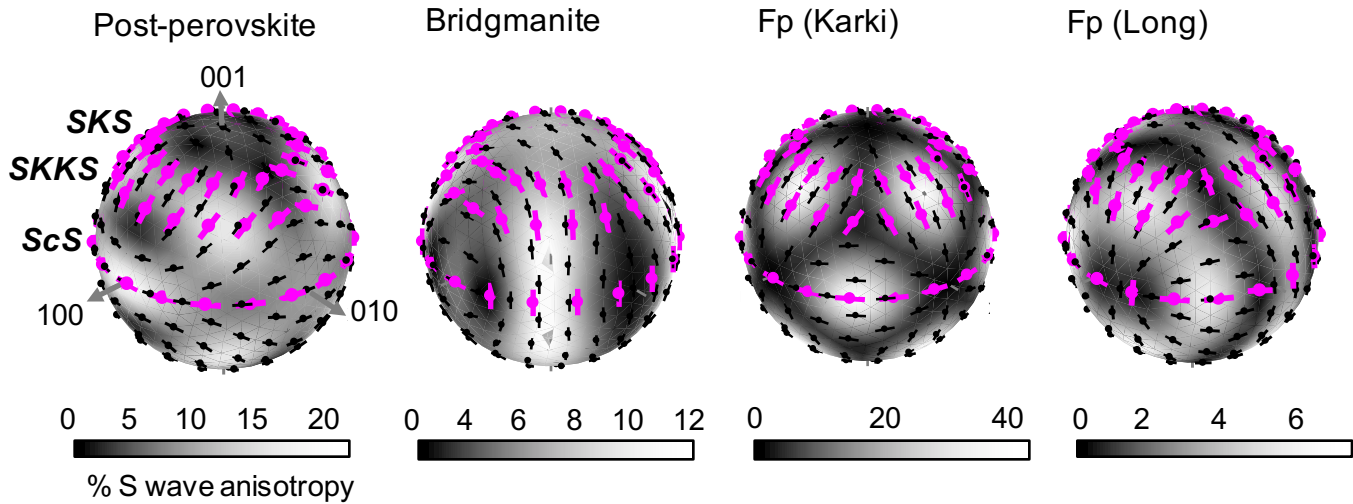 Post-perovskite
Bridgmanite
Fp (Karki)
Fp (Long)
001
SKS
SKKS
ScS
100
010
0 5 10 15 20
0 4 6 8 10 12
0 20 40
0 2 4 6
% S wave anisotropy